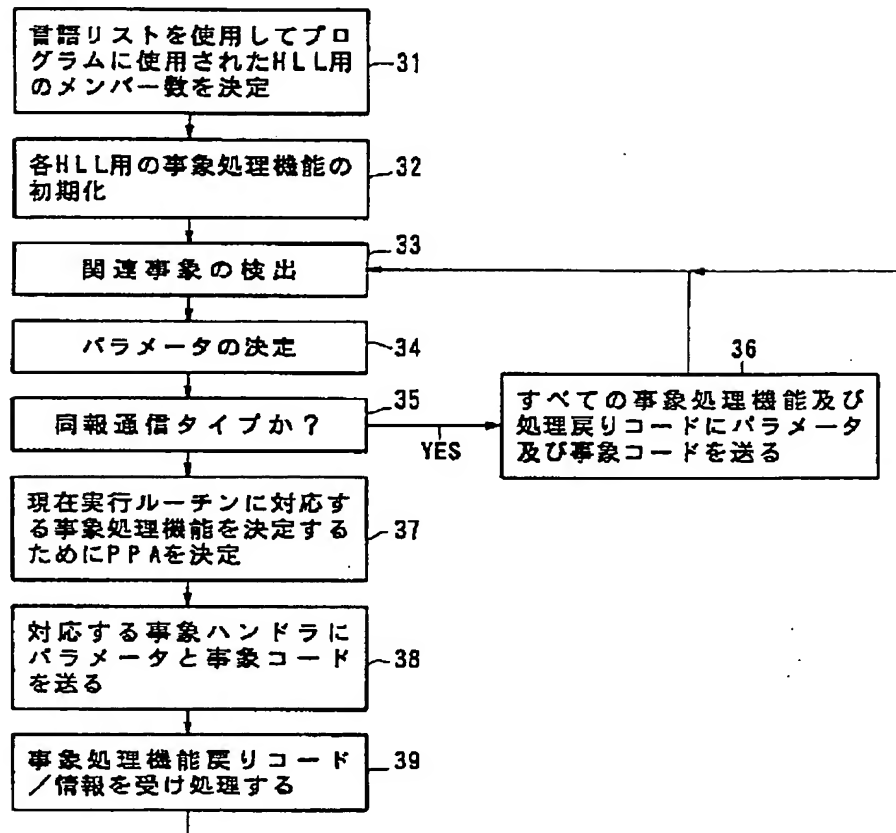 言語リストを使用してプロ
グラムに使用されたHLL用
のメンバー数を決定
31
各HLL用の事象処理機能の
初期化
32
関連事象の検出
33
パラメータの決定
34
同報通信タイプか？
35
YES
36
すべての事象処理機能及び
処理戻りコードにパラメータ
及び事象コードを送る
現在実行ルーチンに対応す
る事象処理機能を決定する
ためにPPAを決定
37
対応する事象ハンドラに
パラメータと事象コード
を送る
38
事象処理機能戻りコード
／情報を受け処理する
39